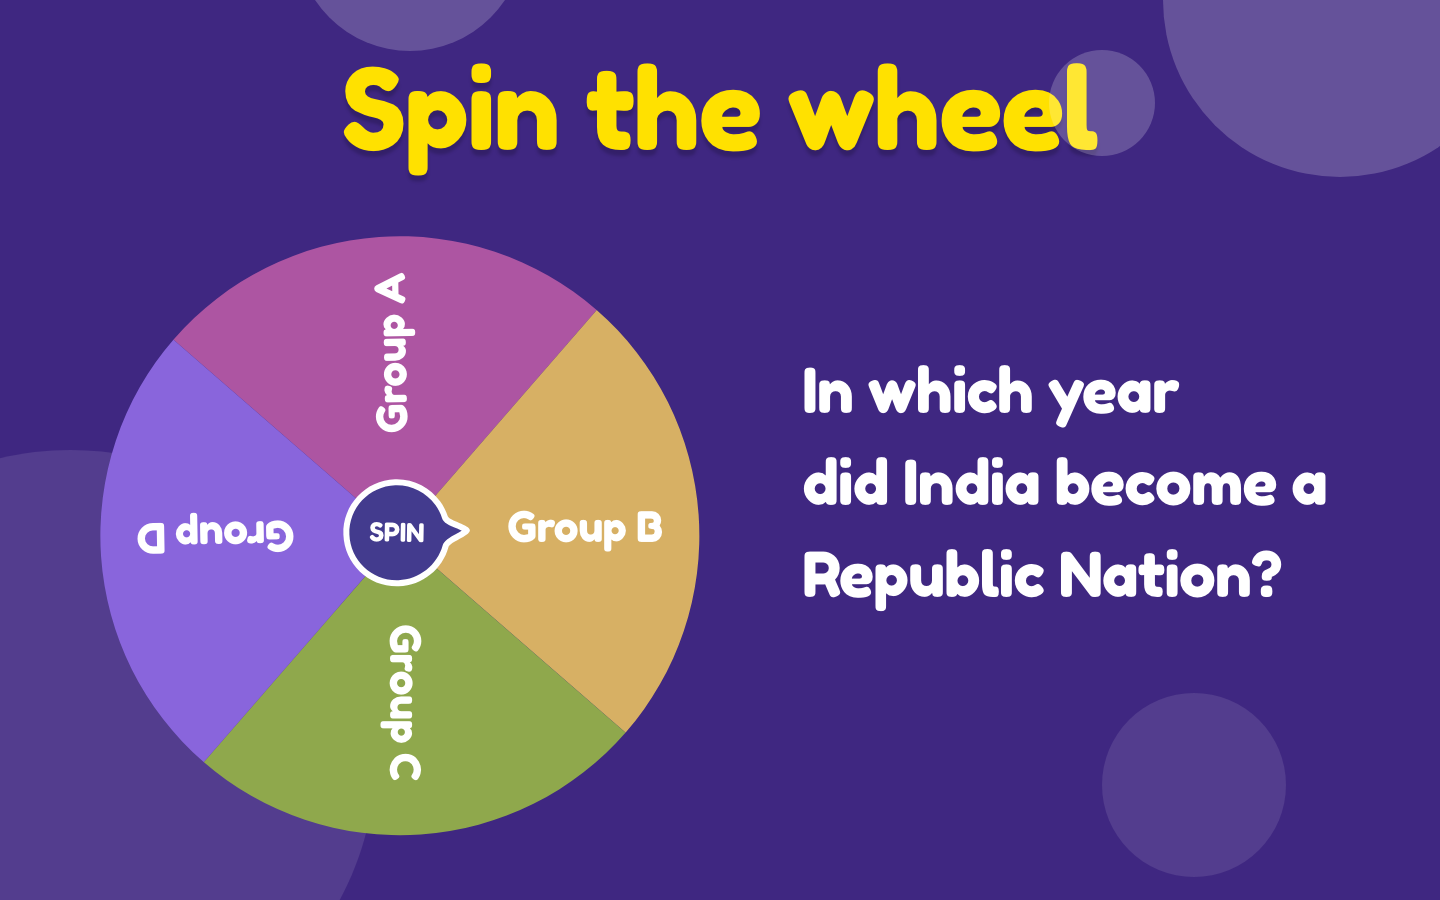 Spin the wheel
Group A
Group B
Group C
Group D
SPIN
In which year
did India become a
Republic Nation?